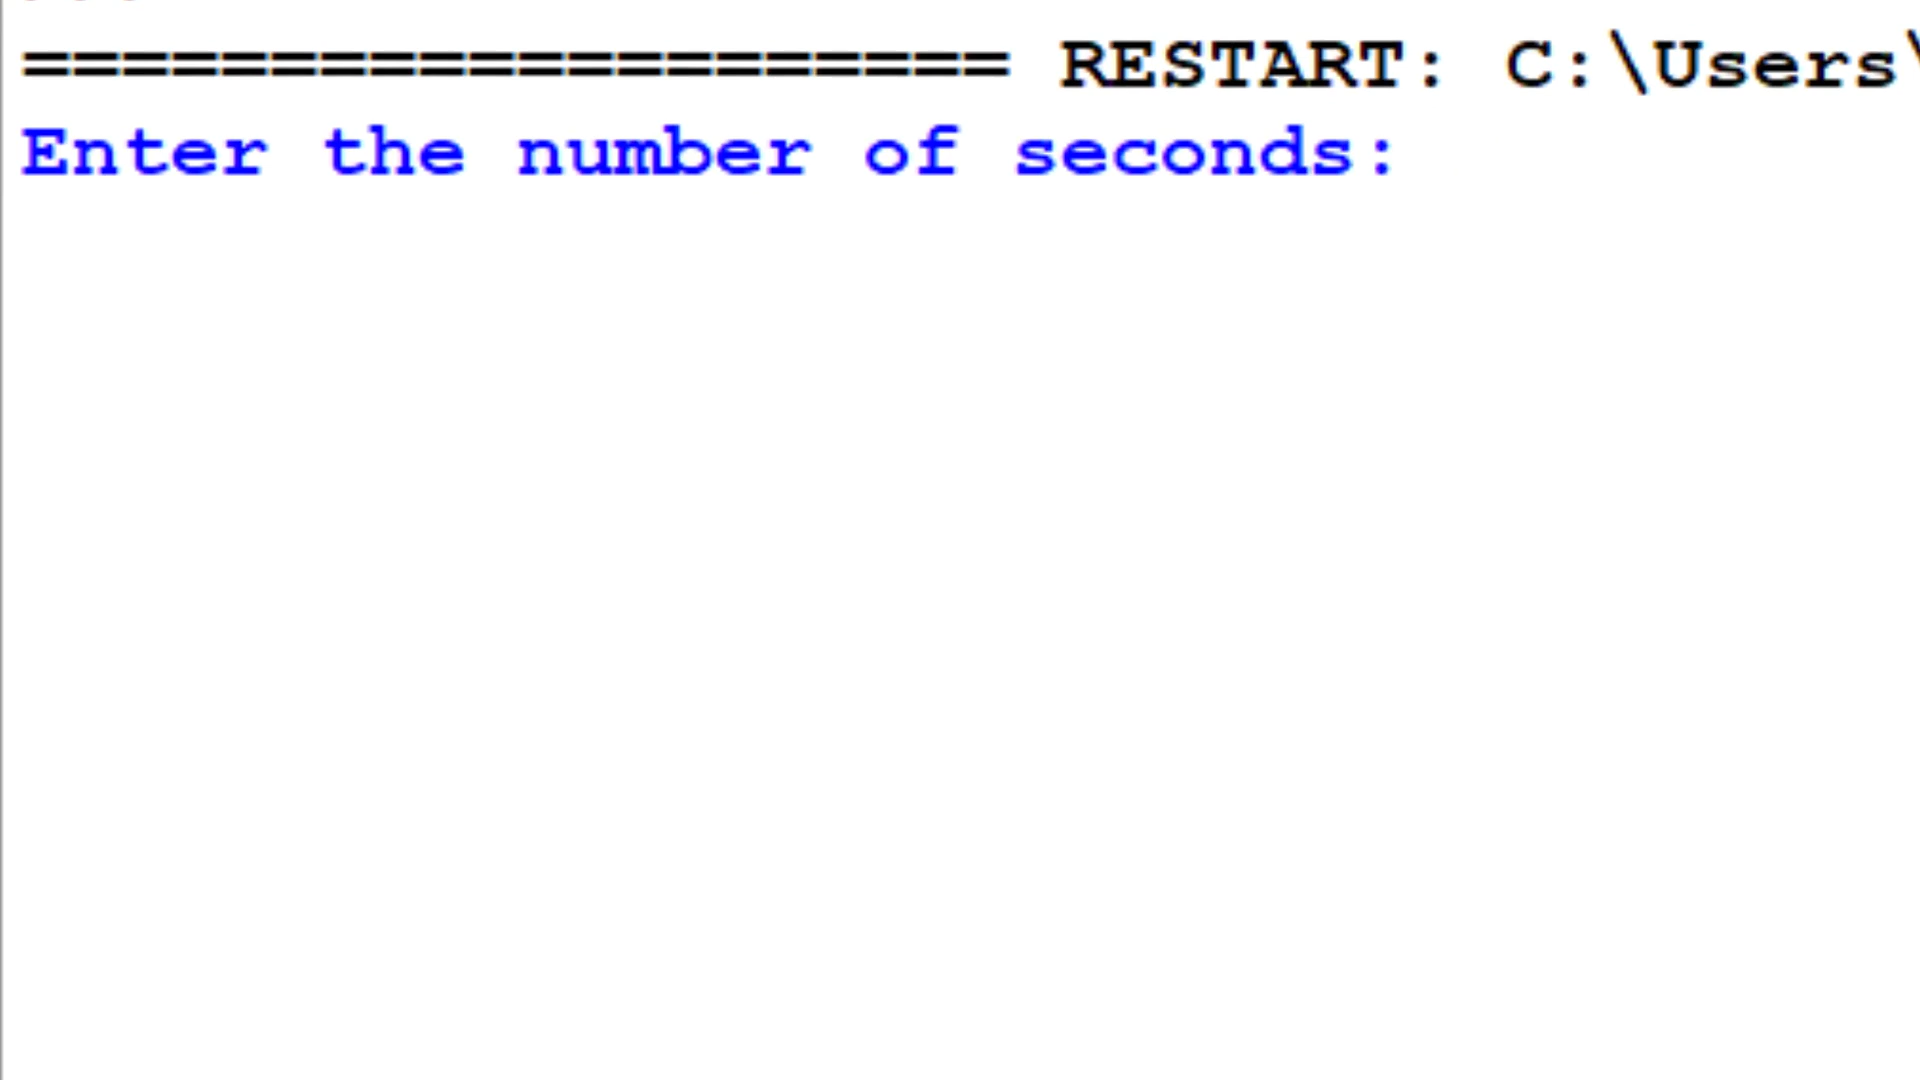 ==================== RESTART: C:\Users\
Enter the number of seconds: